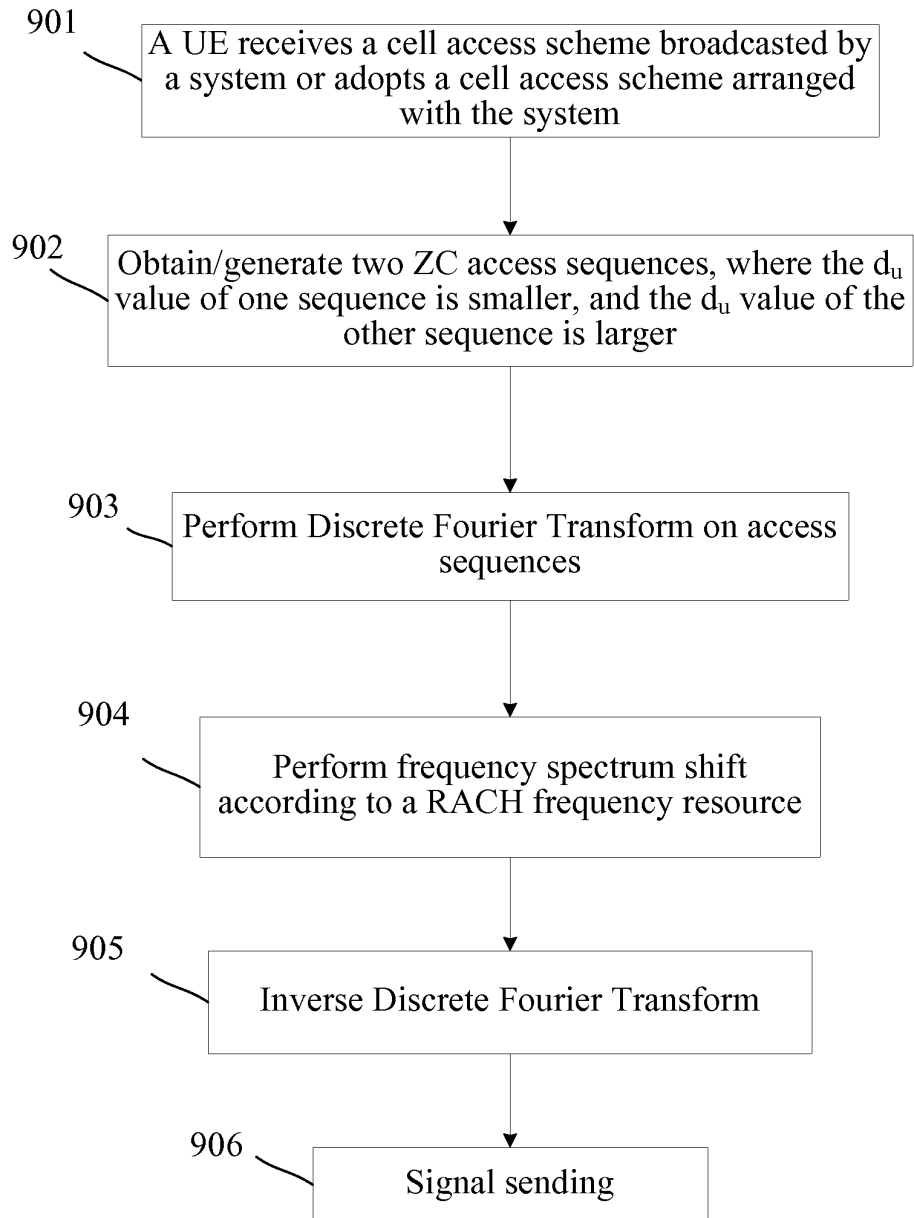 901
A UE receives a cell access scheme broadcasted by
a system or adopts a cell access scheme arranged
with the system
902
Obtain/generate two ZC access sequences, where the du
value of one sequence is smaller, and the du value of the
other sequence is larger
903
Perform Discrete Fourier Transform on access
sequences
904
Perform frequency spectrum shift
according to a RACH frequency resource
905
Inverse Discrete Fourier Transform
906
Signal sending